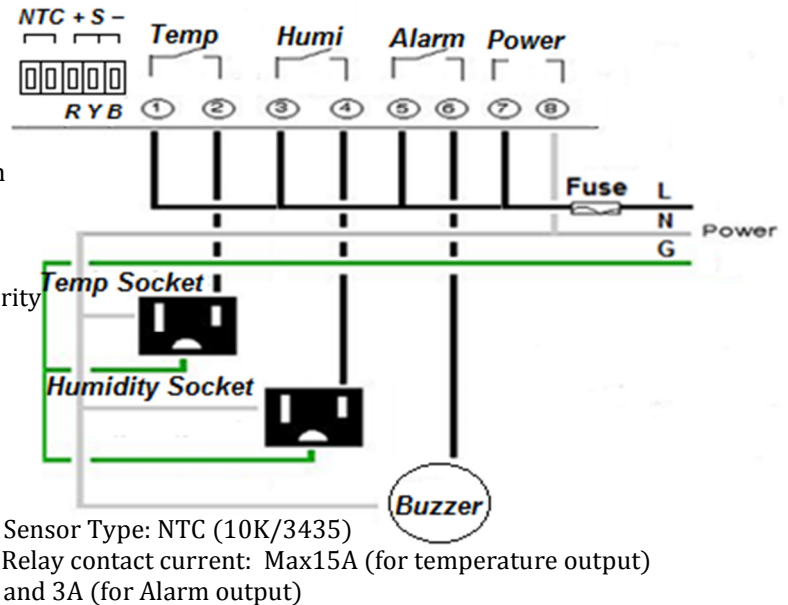 NTC + S –
Temp Humi Alarm Power
R Y B 1 2 3 4 5 6 7 8
Fuse L
N Power
G
rity
Temp Socket
Humidity Socket
Buzzer
Sensor Type: NTC (10K/3435)
Relay contact current: Max15A (for temperature output)
and 3A (for Alarm output)